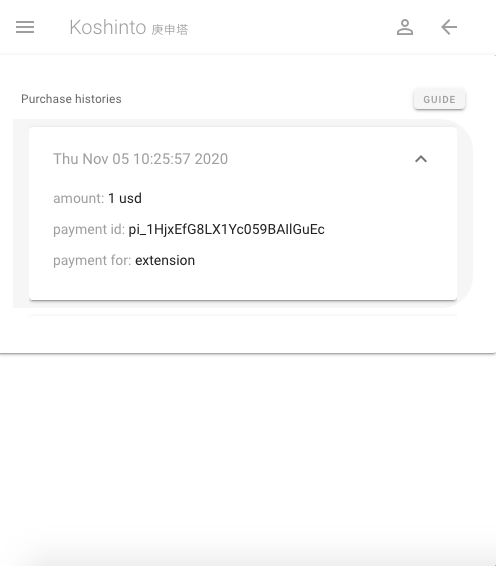 Koshinto 庚申塔
Purchase histories
GUIDE
Thu Nov 05 10:25:57 2020
amount: 1 usd
payment id: pi_1HjxEfG8LX1Yc059BAIlGuEc
payment for: extension